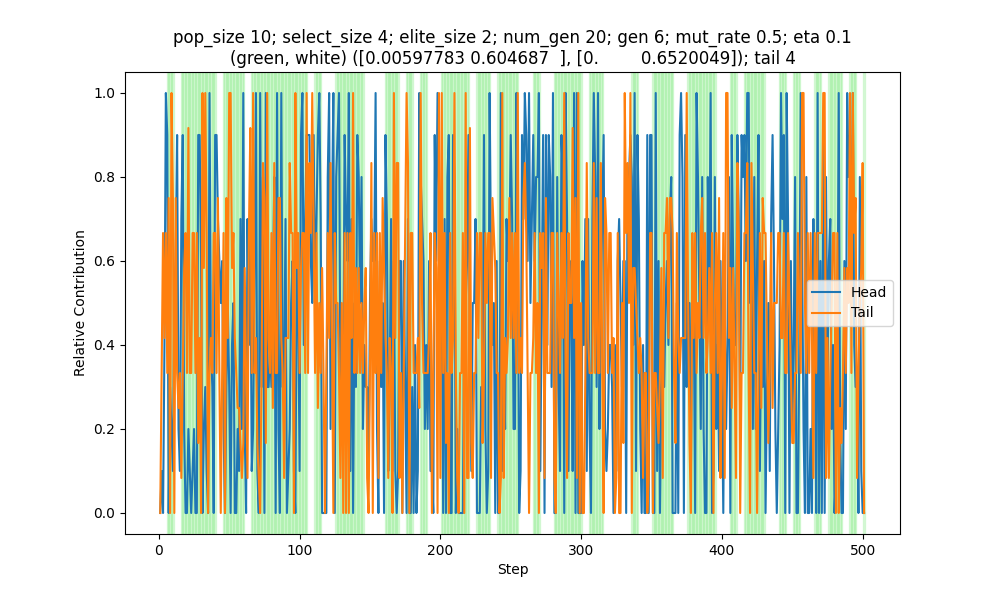 pop_size 10; select_size 4; elite_size 2; num_gen 20; gen 6; mut_rate 0.5; eta 0.1
(green, white) ([0.00597783 0.604687  ], [0.        0.6520049]); tail 4
1.0
0.8
0.6
0.4
0.2
0.0
Relative Contribution
Head
Tail
0 100 200 300 400 500
Step